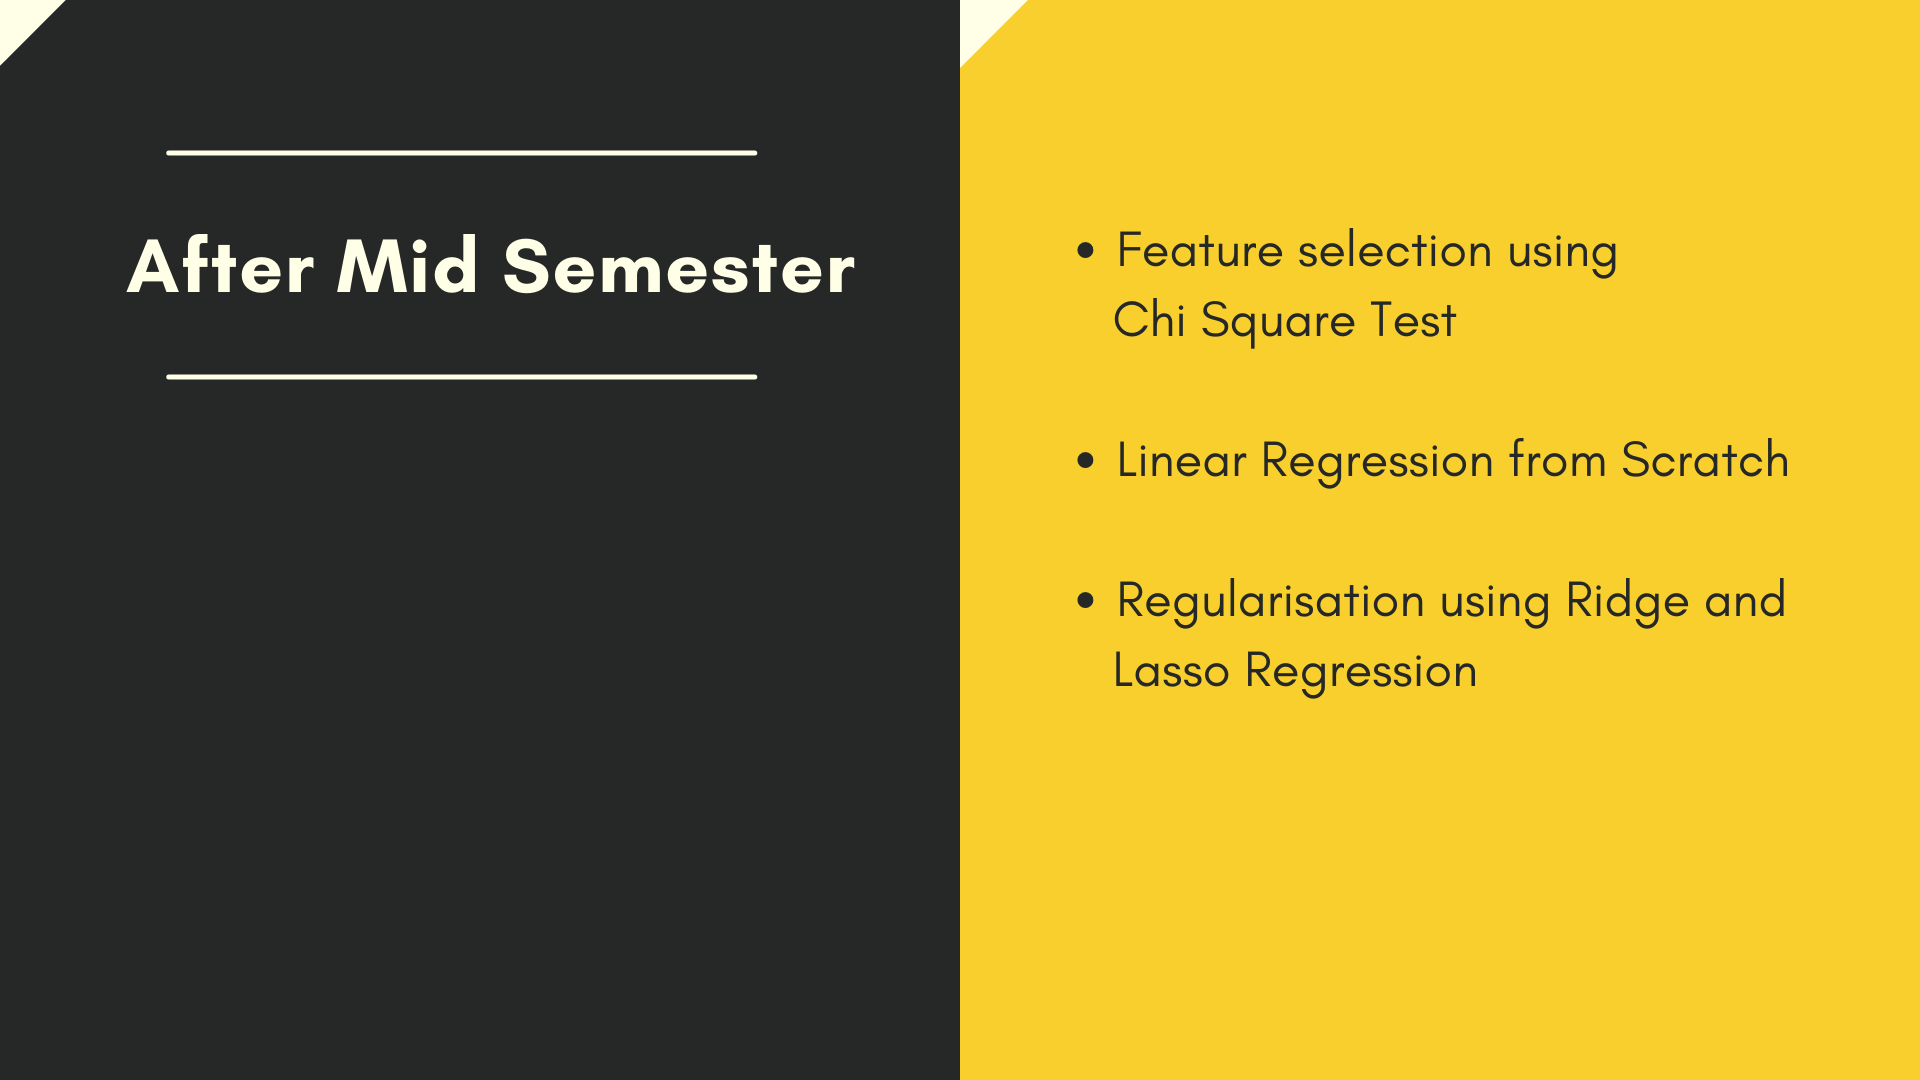 After Mid Semester
• Feature selection using
Chi Square Test
• Linear Regression from Scratch
• Regularisation using Ridge and
Lasso Regression